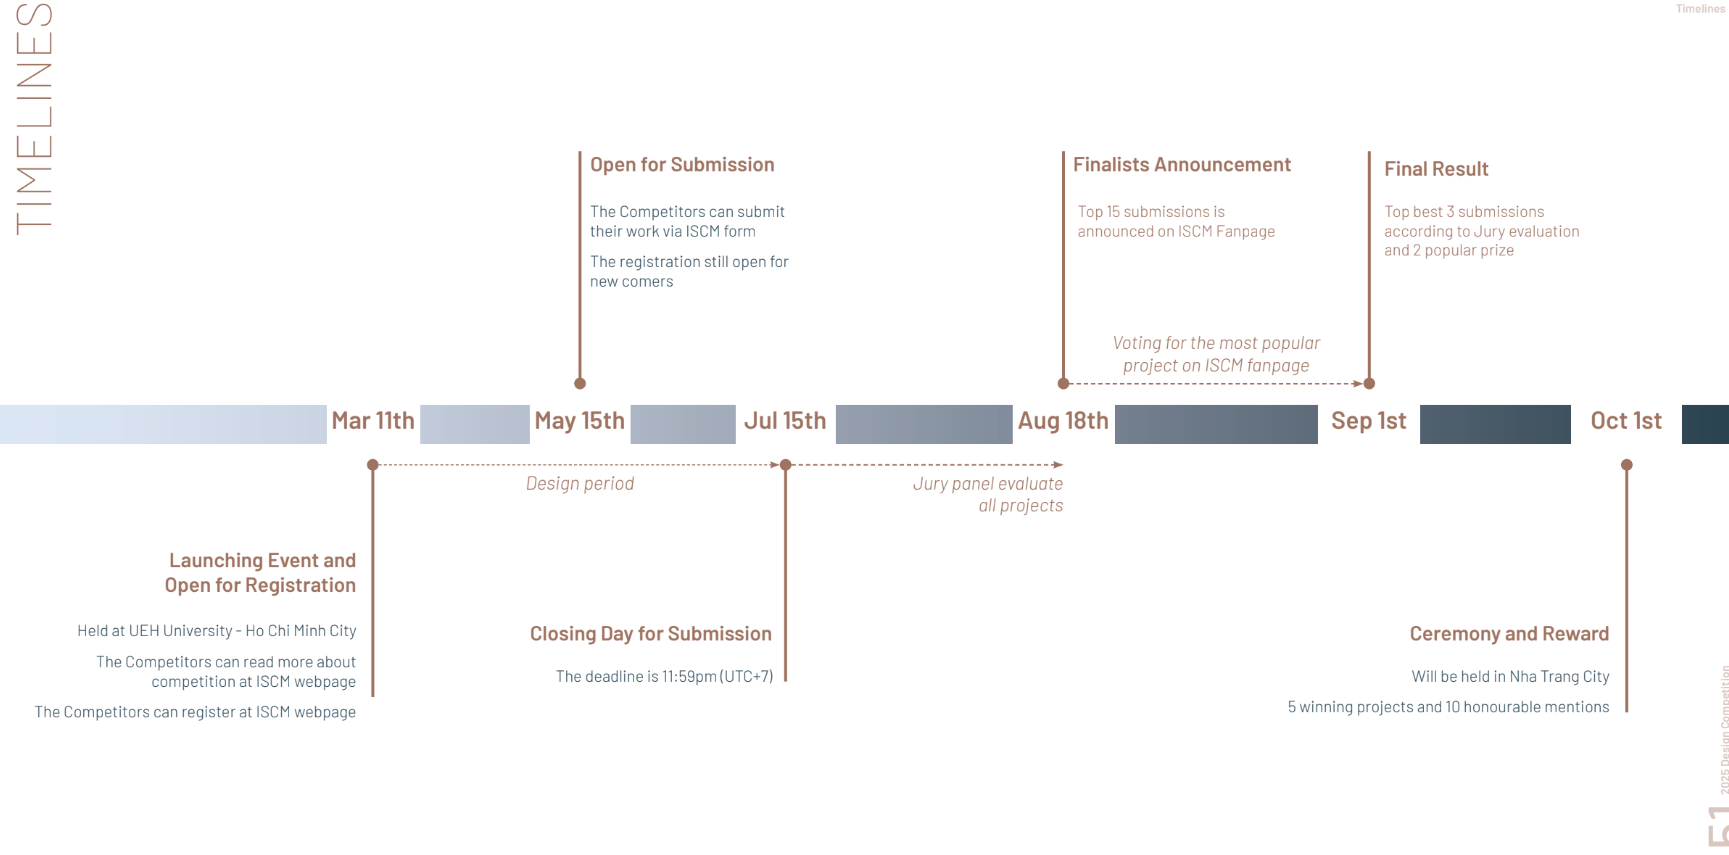 TIMELINES
Timelines
Open for Submission
The Competitors can submit
their work via ISCM form
The registration still open for
new comers
Finalists Announcement
Top 15 submissions is
announced on ISCM Fanpage
Final Result
Top best 3 submissions
according to Jury evaluation
and 2 popular prize
Voting for the most popular
project on ISCM fanpage
Mar 11th
May 15th
Jul 15th
Aug 18th
Sep 1st
Oct 1st
Design period
Jury panel evaluate
all projects
Launching Event and
Open for Registration
Held at UEH University - Ho Chi Minh City
The Competitors can read more about
competition at ISCM webpage
The Competitors can register at ISCM webpage
Closing Day for Submission
The deadline is 11:59pm (UTC+7)
Ceremony and Reward
Will be held in Nha Trang City
5 winning projects and 10 honourable mentions
2025 Design Competition
51